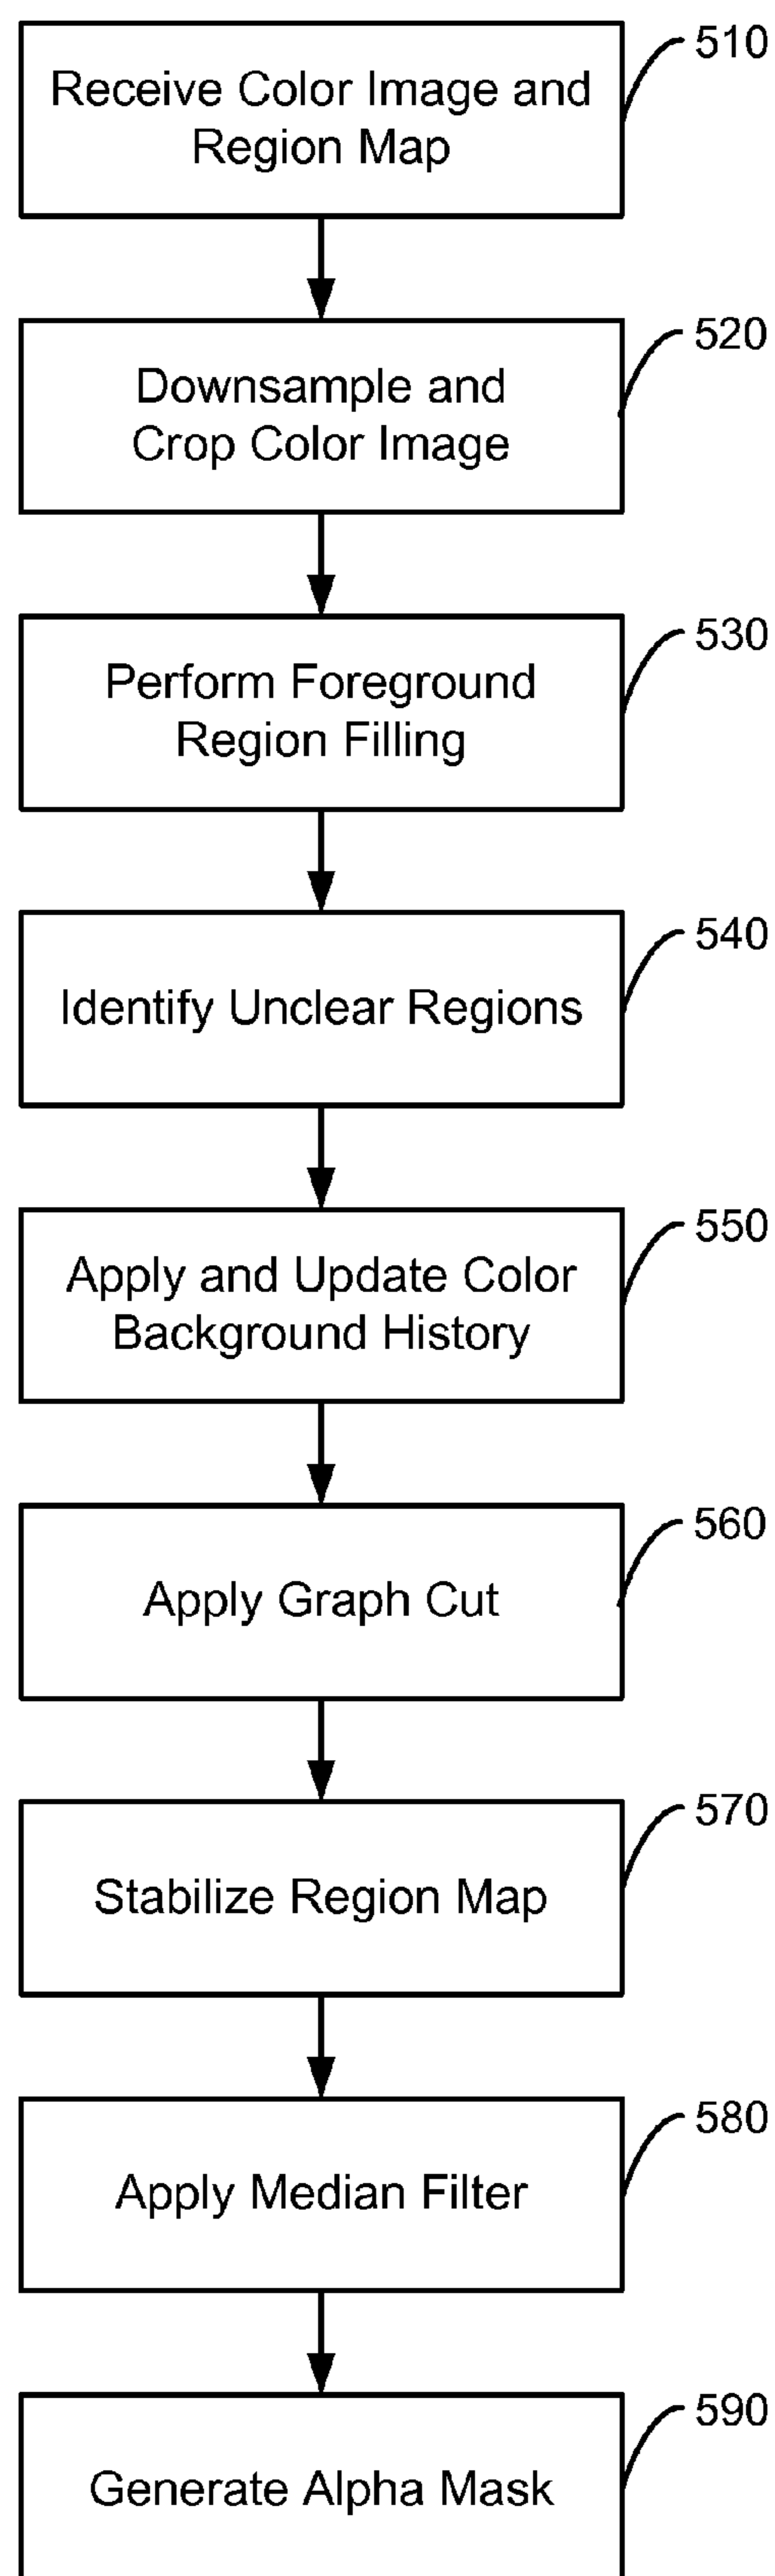 510
Receive Color Image and
Region Map
520
Downsample and
Crop Color Image
530
Perform Foreground
Region Filling
540
Identify Unclear Regions
550
Apply and Update Color
Background History
560
Apply Graph Cut
570
Stabilize Region Map
580
Apply Median Filter
590
Generate Alpha Mask